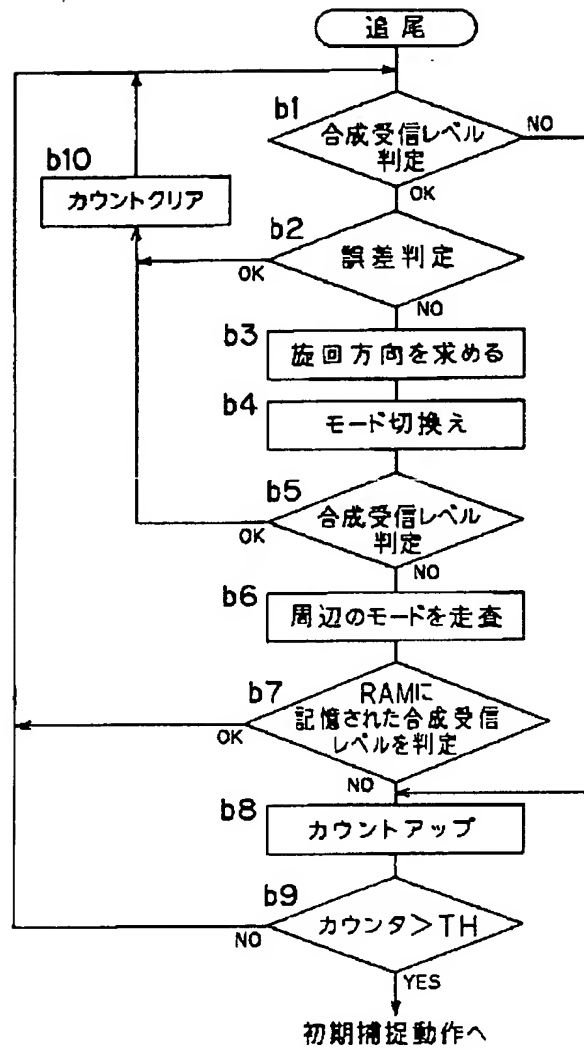 追尾
b1
合成受信レベル
判定
NO
OK
b10
カウントクリア
b2
誤差判定
OK
NO
b3
旋回方向を求める
b4
モード切換え
b5
合成受信レベル
判定
OK
NO
b6
周辺のモードを走査
b7
RAMに
記憶された合成受信
レベルを判定
OK
NO
b8
カウントアップ
b9
カウンタ>TH
NO
YES
初期捕捉動作へ